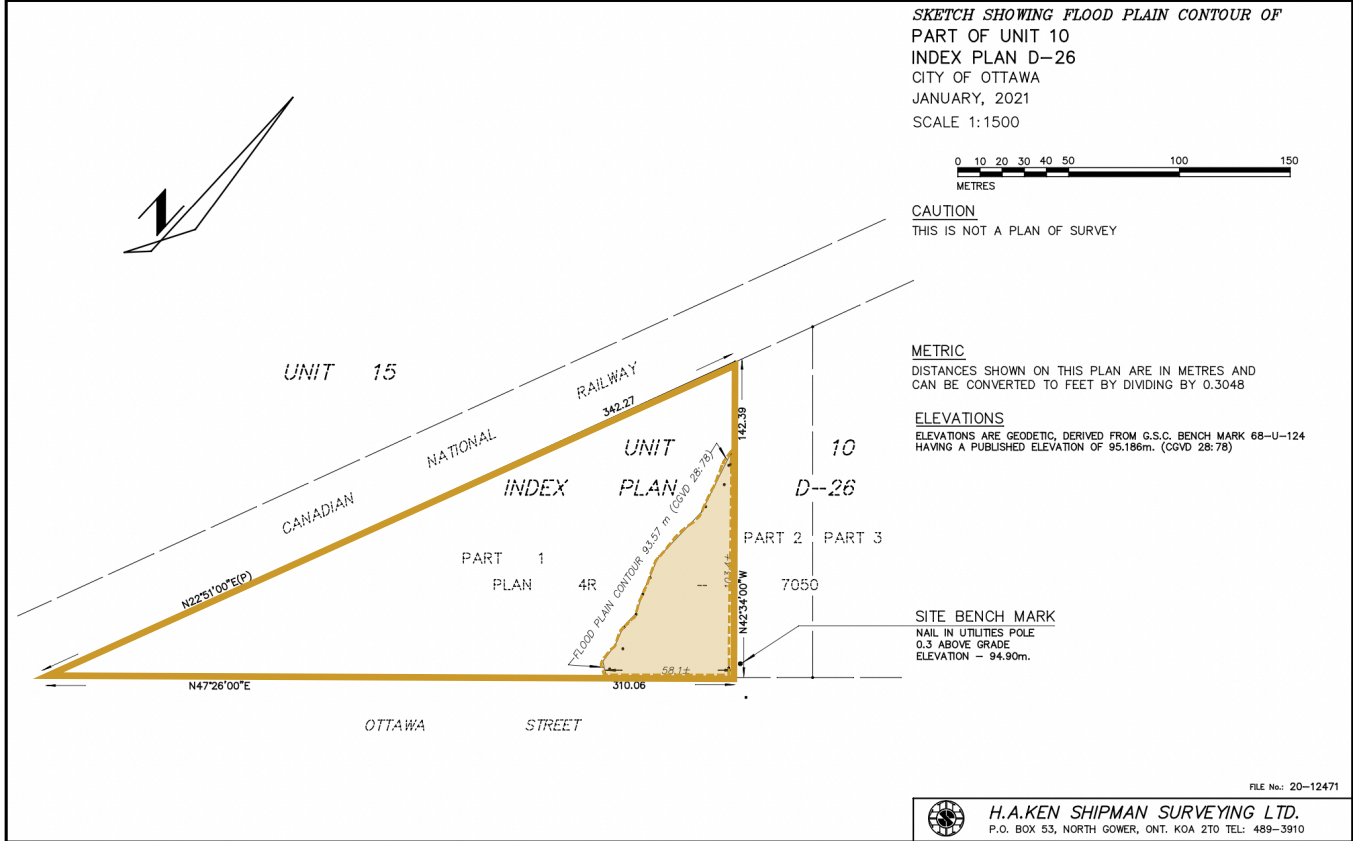 SKETCH SHOWING FLOOD PLAIN CONTOUR OF
PART OF UNIT 10
INDEX PLAN D-26
CITY OF OTTAWA
JANUARY, 2021
SCALE 1:1500
0 10 20 30 40 50 100 150
METRES
CAUTION
THIS IS NOT A PLAN OF SURVEY
METRIC
DISTANCES SHOWN ON THIS PLAN ARE IN METRES AND
CAN BE CONVERTED TO FEET BY DIVIDING BY 0.3048
ELEVATIONS
ELEVATIONS ARE GEODETIC, DERIVED FROM G.S.C. BENCH MARK 68-U-124
HAVING A PUBLISHED ELEVATION OF 95.186m. (CGVD 28:78)
SITE BENCH MARK
NAIL IN UTILITIES POLE
0.3 ABOVE GRADE
ELEVATION - 94.90m.
N
UNIT 15
CANADIAN NATIONAL RAILWAY
342.27
N22°51'00"E(P)
142.39
UNIT 10
INDEX PLAN D--26
PART 1
PART 2
PART 3
PLAN 4R -- 7050
FLOOD PLAIN CONTOUR 93.57 m (CGVD 28:78)
103.4±
N42°34'00"W
58.1±
N47°26'00"E
310.06
OTTAWA STREET
FILE No.: 20-12471
H.A.KEN SHIPMAN SURVEYING LTD.
P.O. BOX 53, NORTH GOWER, ONT. K0A 2T0 TEL: 489-3910